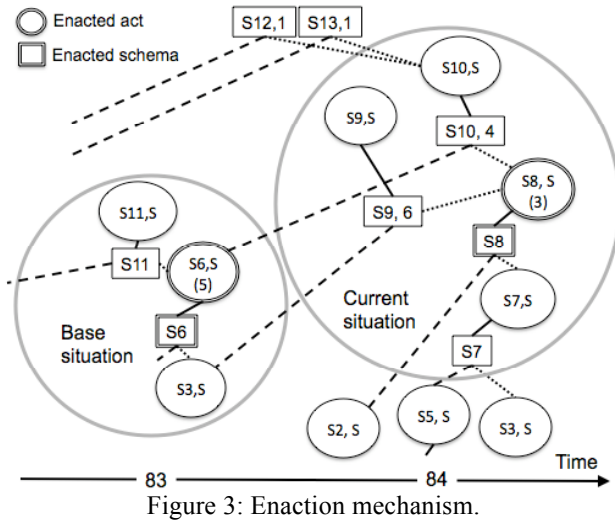 Enacted act
Enacted schema
S12,1
S13,1
S10,S
S9,S
S10, 4
S8, S
(3)
S9, 6
S8
S11,S
S11
S6,S
(5)
S7,S
Current
situation
Base
situation
S6
S7
S3,S
S2, S
S5, S
S3, S
Time
83
84
Figure 3: Enaction mechanism.